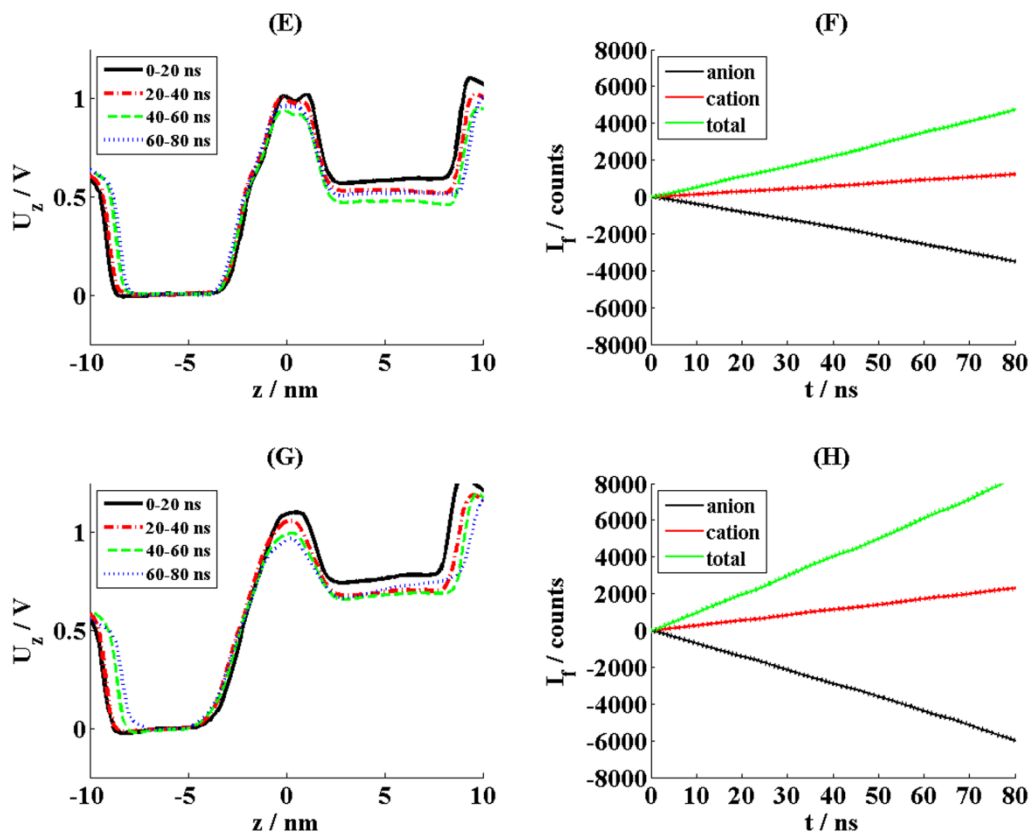 (E)
U_z / V
1
0.5
0
0-20 ns
20-40 ns
40-60 ns
60-80 ns
-10 -5 0 5 10
z / nm
(F)
I_f / counts
8000
6000
4000
2000
0
-2000
-4000
-6000
-8000
anion
cation
total
0 10 20 30 40 50 60 70 80
t / ns
(G)
U_z / V
1
0.5
0
0-20 ns
20-40 ns
40-60 ns
60-80 ns
-10 -5 0 5 10
z / nm
(H)
I_f / counts
8000
6000
4000
2000
0
-2000
-4000
-6000
-8000
anion
cation
total
0 10 20 30 40 50 60 70 80
t / ns